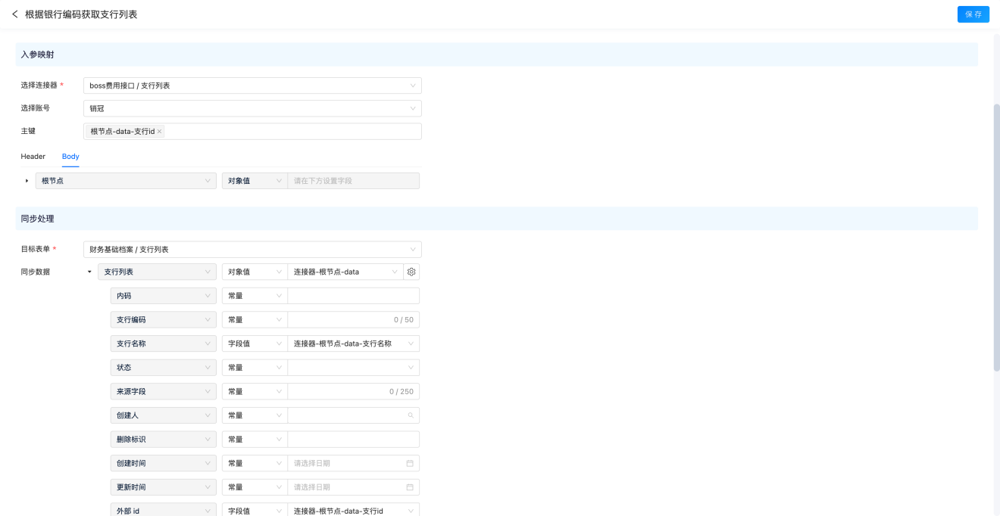 根据银行编码获取支行列表
保 存
入参映射
选择连接器 *
boss费用接口 / 支行列表
选择账号
销冠
主键
根节点-data-支行id ×
Header Body
根节点 对象值 请在下方设置字段
同步处理
目标表单 *
财务基础档案 / 支行列表
同步数据
支行列表 对象值 连接器-根节点-data
内码 常量
支行编码 常量 0 / 50
支行名称 字段值 连接器-根节点-data-支行名称
状态 常量
来源字段 常量 0 / 250
创建人 常量
删除标识 常量
创建时间 常量 请选择日期
更新时间 常量 请选择日期
外部 id 字段值 连接器-根节点-data-支行id